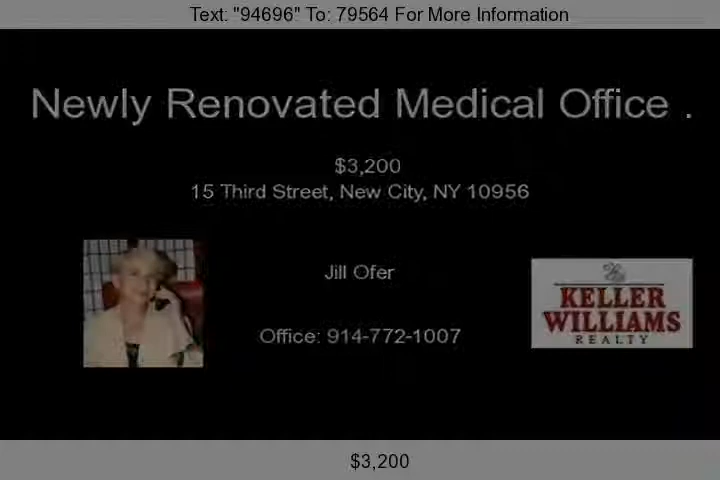 Text: "94696" To: 79564 For More Information
Newly Renovated Medical Office .
$3,200
15 Third Street, New City, NY 10956
Jill Ofer
Office: 914-772-1007
KELLER
WILLIAMS
REALTY
$3,200